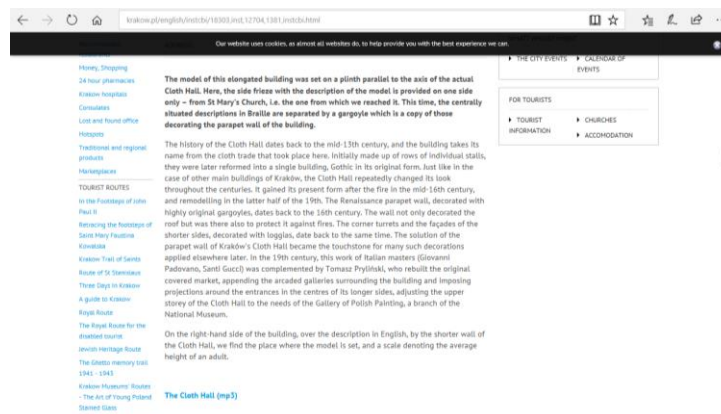 krakow.pl/english/instcbi/18303,inst,12704,1381,instcbi.html
Our website uses cookies, as almost all websites do, to help provide you with the best experience we can.
Money, Shopping
24 hour pharmacies
Krakow hospitals
Consulates
Lost and found office
Hotspots
Traditional and regional
products
Marketplaces
TOURIST ROUTES
In the Footsteps of John
Paul II
Retracing the footsteps of
Saint Mary Faustina
Kowalska
Krakow Trail of Saints
Route of St Stanislaus
Three Days in Krakow
A guide to Krakow
Royal Route
The Royal Route for the
disabled tourist
Jewish Heritage Route
The Ghetto memory trail
1941 - 1943
Krakow Museums' Routes
- The Art of Young Poland
Stained Glass
The model of this elongated building was set on a plinth parallel to the axis of the actual
Cloth Hall. Here, the side frieze with the description of the model is provided on one side
only – from St Mary's Church, i.e. the one from which we reached it. This time, the centrally
situated descriptions in Braille are separated by a gargoyle which is a copy of those
decorating the parapet wall of the building.
The history of the Cloth Hall dates back to the mid-13th century, and the building takes its
name from the cloth trade that took place here. Initially made up of rows of individual stalls,
they were later reformed into a single building, Gothic in its original form. Just like in the
case of other main buildings of Kraków, the Cloth Hall repeatedly changed its look
throughout the centuries. It gained its present form after the fire in the mid-16th century,
and remodelling in the latter half of the 19th. The Renaissance parapet wall, decorated with
highly original gargoyles, dates back to the 16th century. The wall not only decorated the
roof but was there also to protect it against fires. The corner turrets and the façades of the
shorter sides, decorated with loggias, date back to the same time. The solution of the
parapet wall of Kraków's Cloth Hall became the touchstone for many such decorations
applied elsewhere later. In the 19th century, this work of Italian masters (Giovanni
Padovano, Santi Gucci) was complemented by Tomasz Pryliński, who rebuilt the original
covered market, appending the arcaded galleries surrounding the building and imposing
projections around the entrances in the centres of its longer sides, adjusting the upper
storey of the Cloth Hall to the needs of the Gallery of Polish Painting, a branch of the
National Museum.
On the right-hand side of the building, over the description in English, by the shorter wall of
the Cloth Hall, we find the place where the model is set, and a scale denoting the average
height of an adult.
The Cloth Hall (mp3)
THE CITY EVENTS
CALENDAR OF
EVENTS
FOR TOURISTS
TOURIST
INFORMATION
CHURCHES
ACCOMODATION